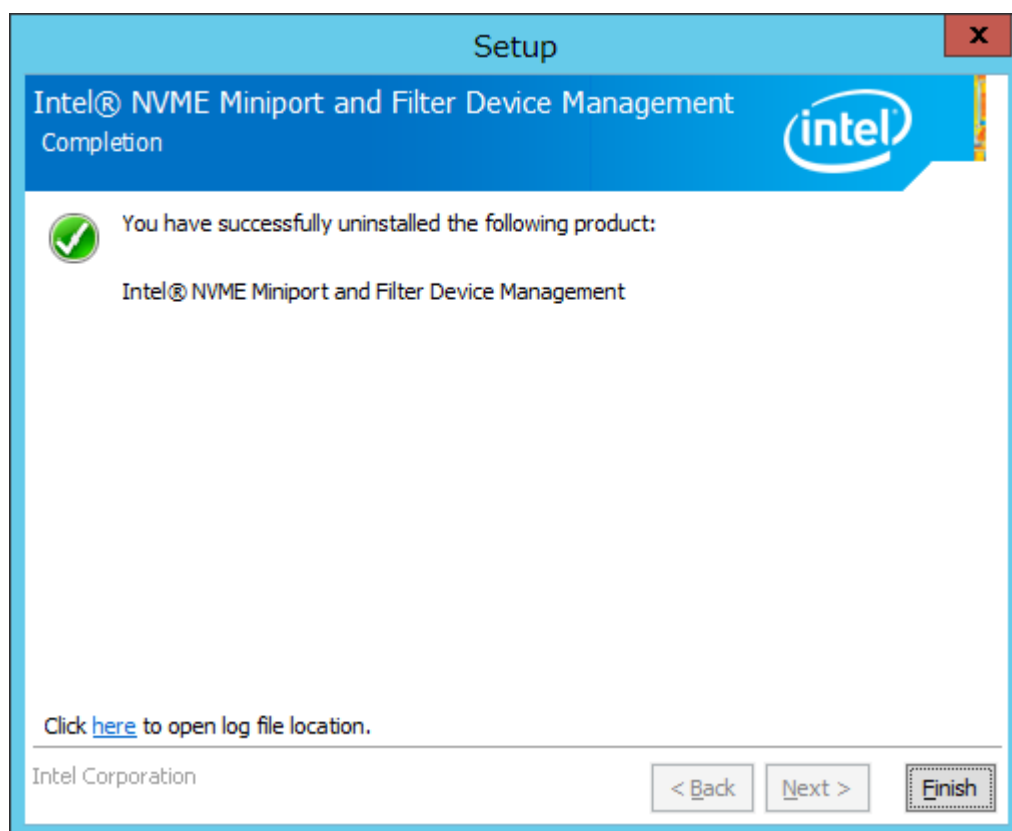 Setup
x
Intel® NVME Miniport and Filter Device Management
Completion
intel
You have successfully uninstalled the following product:
Intel® NVME Miniport and Filter Device Management
Click here to open log file location.
Intel Corporation
< Back Next > Finish